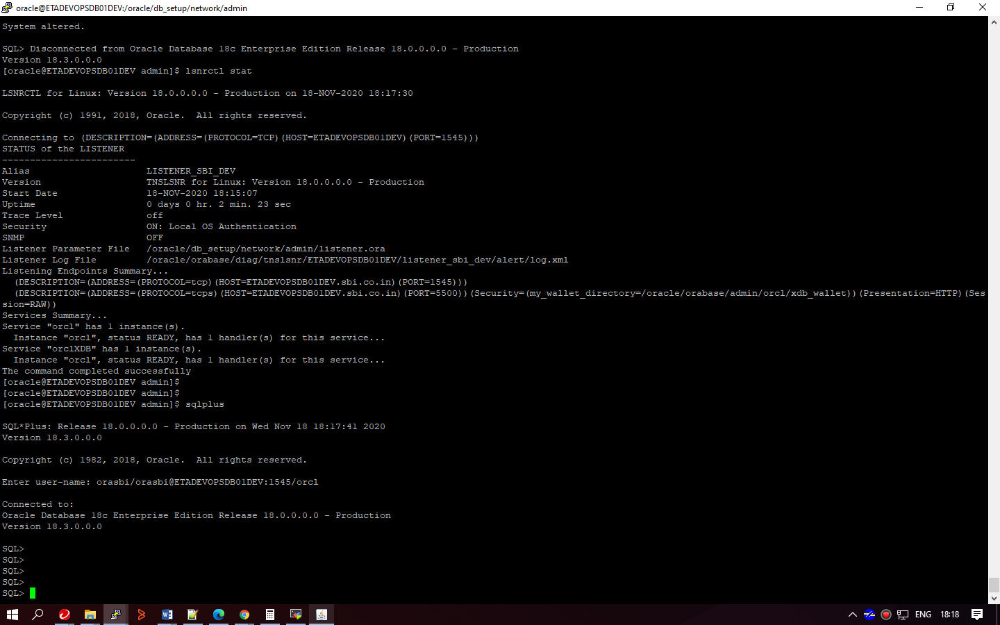 oracle@ETADEVOPSDB01DEV:/oracle/db_setup/network/admin
System altered.
SQL> Disconnected from Oracle Database 18c Enterprise Edition Release 18.0.0.0.0 - Production
Version 18.3.0.0.0
[oracle@ETADEVOPSDB01DEV admin]$ lsnrctl stat
LSNRCTL for Linux: Version 18.0.0.0.0 - Production on 18-NOV-2020 18:17:30
Copyright (c) 1991, 2018, Oracle.  All rights reserved.
Connecting to (DESCRIPTION=(ADDRESS=(PROTOCOL=TCP)(HOST=ETADEVOPSDB01DEV)(PORT=1545)))
STATUS of the LISTENER
------------------------
Alias                     LISTENER_SBI_DEV
Version                   TNSLSNR for Linux: Version 18.0.0.0.0 - Production
Start Date                18-NOV-2020 18:15:07
Uptime                    0 days 0 hr. 2 min. 23 sec
Trace Level               off
Security                  ON: Local OS Authentication
SNMP                      OFF
Listener Parameter File   /oracle/db_setup/network/admin/listener.ora
Listener Log File         /oracle/orabase/diag/tnslsnr/ETADEVOPSDB01DEV/listener_sbi_dev/alert/log.xml
Listening Endpoints Summary...
  (DESCRIPTION=(ADDRESS=(PROTOCOL=tcp)(HOST=ETADEVOPSDB01DEV.sbi.co.in)(PORT=1545)))
  (DESCRIPTION=(ADDRESS=(PROTOCOL=tcps)(HOST=ETADEVOPSDB01DEV.sbi.co.in)(PORT=5500))(Security=(my_wallet_directory=/oracle/orabase/admin/orcl/xdb_wallet))(Presentation=HTTP)(Ses
sion=RAW))
Services Summary...
Service "orcl" has 1 instance(s).
  Instance "orcl", status READY, has 1 handler(s) for this service...
Service "orclXDB" has 1 instance(s).
  Instance "orcl", status READY, has 1 handler(s) for this service...
The command completed successfully
[oracle@ETADEVOPSDB01DEV admin]$
[oracle@ETADEVOPSDB01DEV admin]$
[oracle@ETADEVOPSDB01DEV admin]$ sqlplus
SQL*Plus: Release 18.0.0.0.0 - Production on Wed Nov 18 18:17:41 2020
Version 18.3.0.0.0
Copyright (c) 1982, 2018, Oracle.  All rights reserved.
Enter user-name: orasbi/orasbi@ETADEVOPSDB01DEV:1545/orcl
Connected to:
Oracle Database 18c Enterprise Edition Release 18.0.0.0.0 - Production
Version 18.3.0.0.0
SQL>
SQL>
SQL>
SQL>
SQL>
ENG 18:18